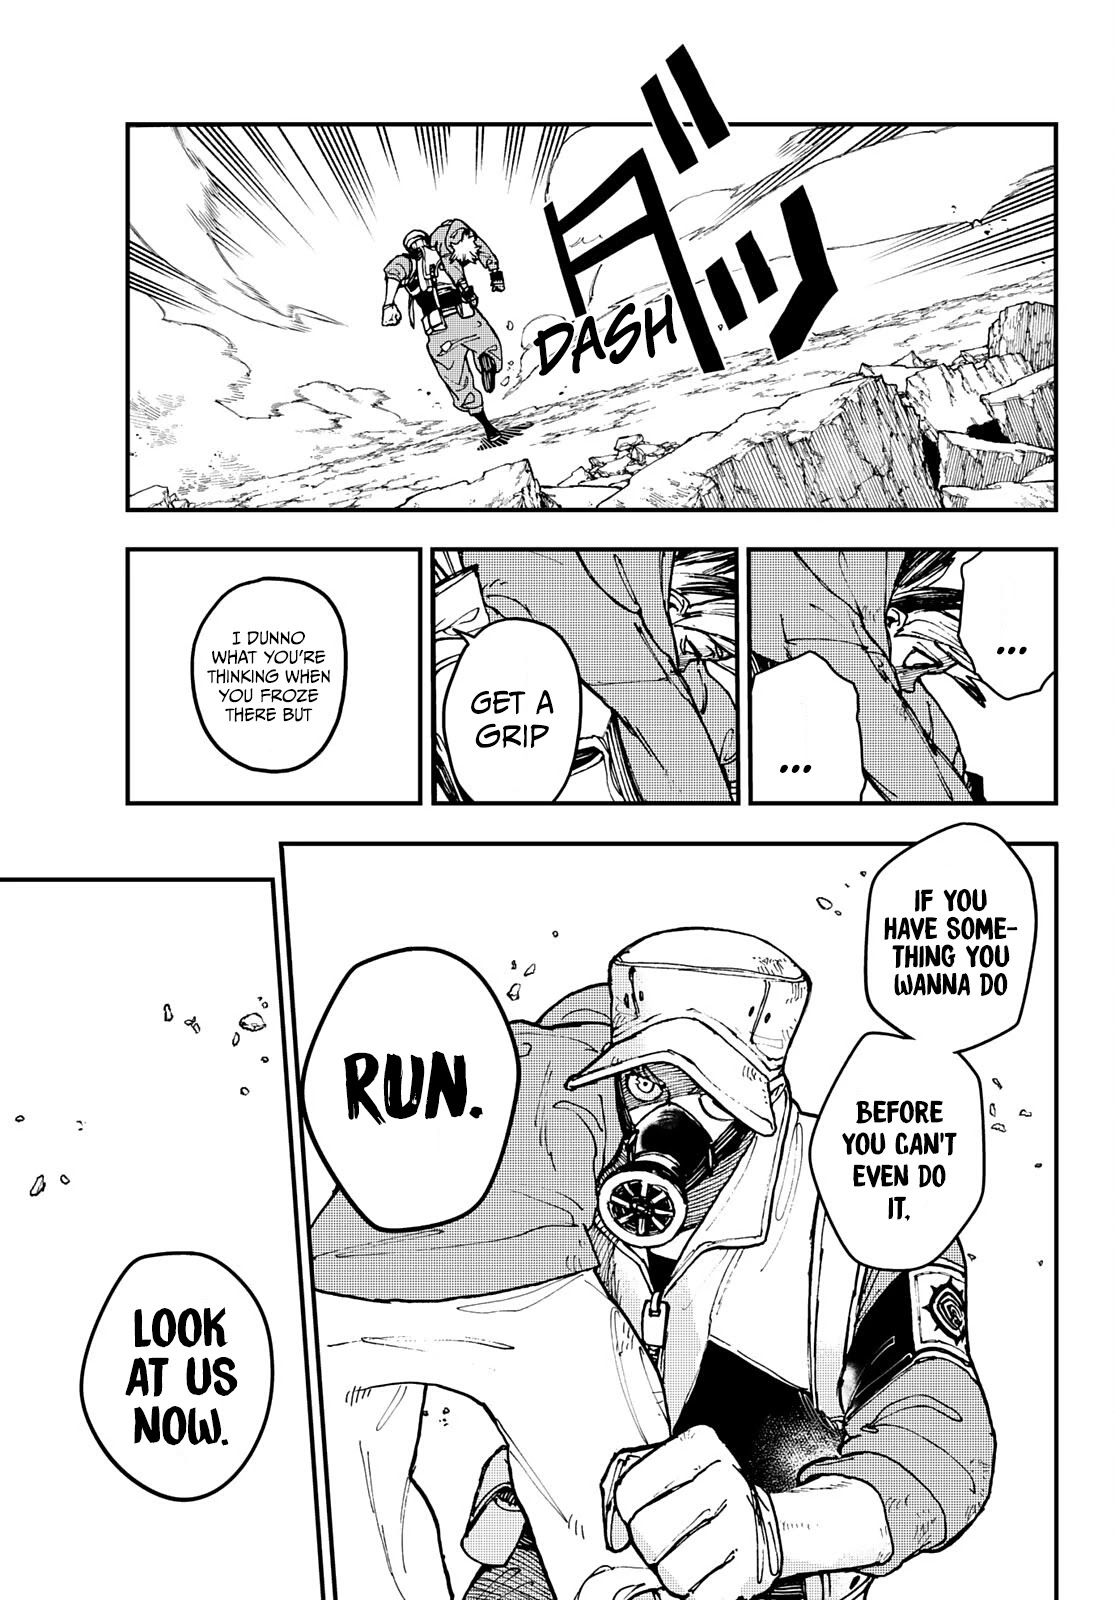 ダッ
DASH
...
...
GET A
GRIP
I DUNNO
WHAT YOU'RE
THINKING WHEN
YOU FROZE
THERE BUT
IF YOU
HAVE SOME-
THING YOU
WANNA DO
BEFORE
YOU CAN'T
EVEN DO
IT,
RUN.
LOOK
AT US
NOW.